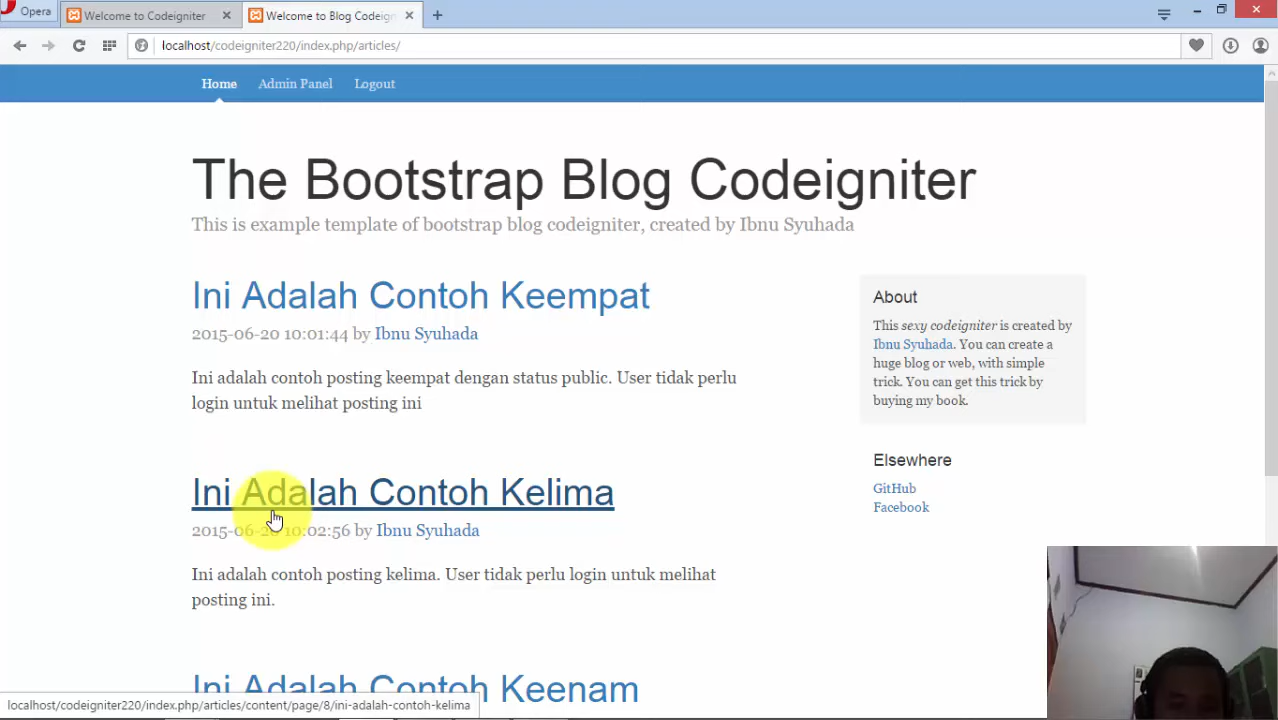 Opera
Welcome to Codeigniter
Welcome to Blog Codeign
localhost/codeigniter220/index.php/articles/
Home Admin Panel Logout
The Bootstrap Blog Codeigniter
This is example template of bootstrap blog codeigniter, created by Ibnu Syuhada
Ini Adalah Contoh Keempat
2015-06-20 10:01:44 by Ibnu Syuhada
Ini adalah contoh posting keempat dengan status public. User tidak perlu
login untuk melihat posting ini
Ini Adalah Contoh Kelima
2015-06-20 10:02:56 by Ibnu Syuhada
Ini adalah contoh posting kelima. User tidak perlu login untuk melihat
posting ini.
Ini Adalah Contoh Keenam
About
This sexy codeigniter is created by
Ibnu Syuhada. You can create a
huge blog or web, with simple
trick. You can get this trick by
buying my book.
Elsewhere
GitHub
Facebook
localhost/codeigniter220/index.php/articles/content/page/8/ini-adalah-contoh-kelima